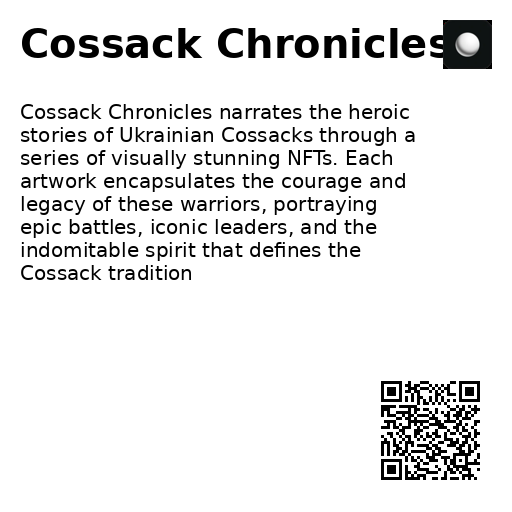 Cossack Chronicles
Cossack Chronicles narrates the heroic
stories of Ukrainian Cossacks through a
series of visually stunning NFTs. Each
artwork encapsulates the courage and
legacy of these warriors, portraying
epic battles, iconic leaders, and the
indomitable spirit that defines the
Cossack tradition